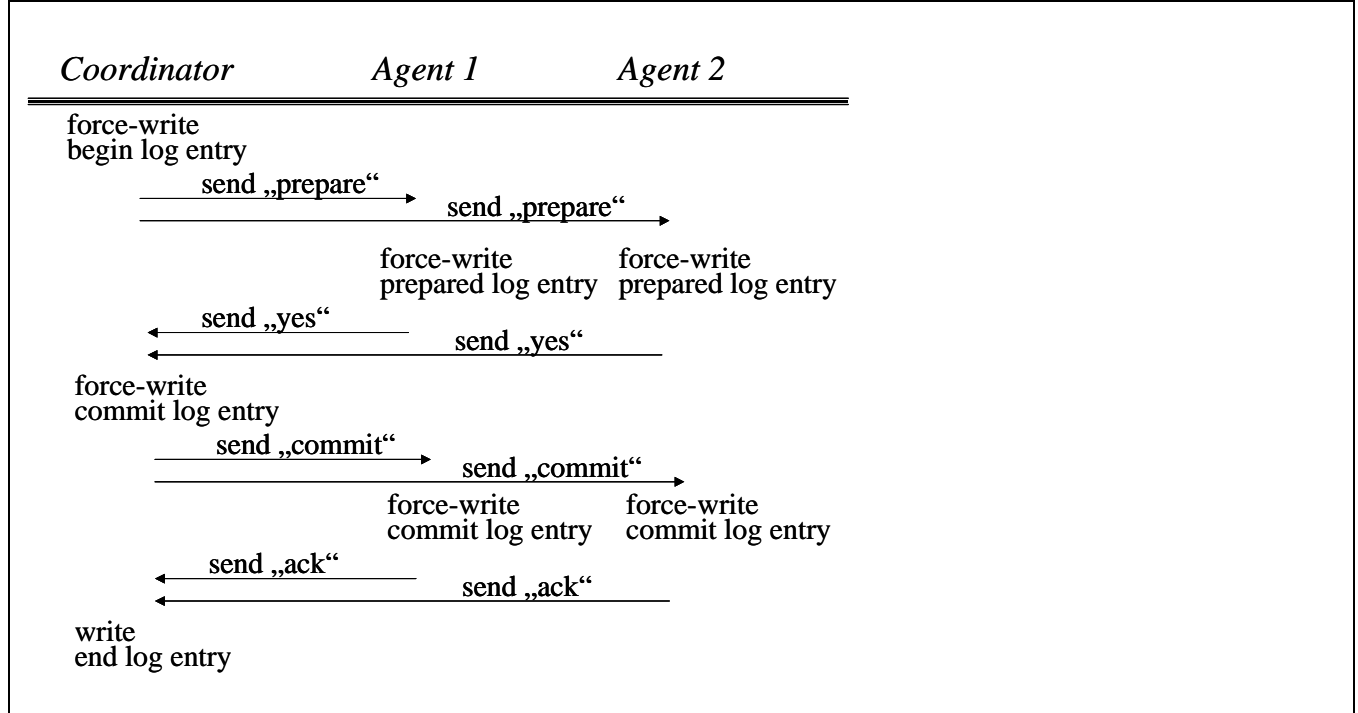 Coordinator Agent 1 Agent 2
force-write
begin log entry
send „prepare“
send „prepare“
force-write force-write
prepared log entry prepared log entry
send „yes“
send „yes“
force-write
commit log entry
send „commit“
send „commit“
force-write force-write
commit log entry commit log entry
send „ack“
send „ack“
write
end log entry